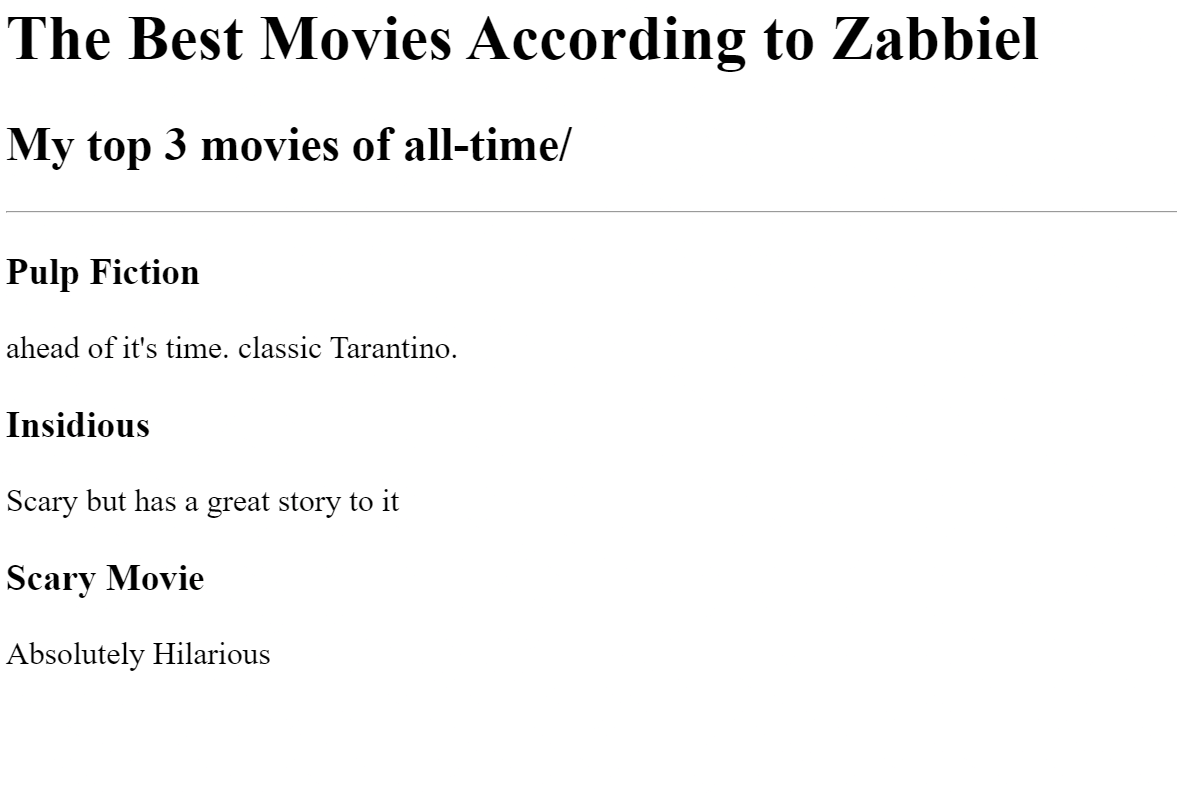 The Best Movies According to Zabbiel
My top 3 movies of all-time/
Pulp Fiction
ahead of it's time. classic Tarantino.
Insidious
Scary but has a great story to it
Scary Movie
Absolutely Hilarious